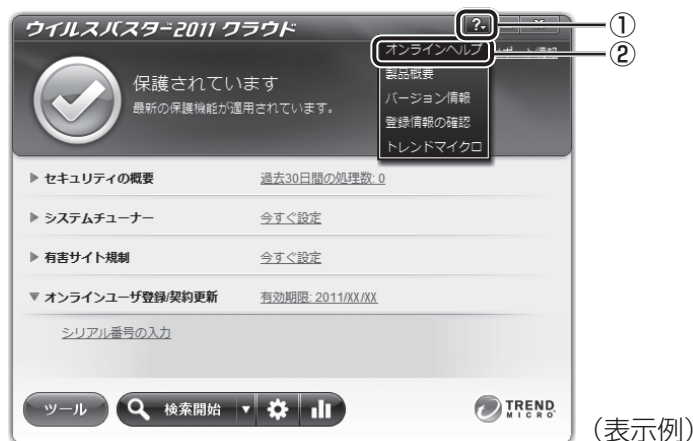 ウイルスバスター2011 クラウド
?
①
オンラインヘルプ
②
製品概要
バージョン情報
登録情報の確認
トレンドマイクロ
保護されています
最新の保護機能が適用されています。
セキュリティの概要 過去30日間の処理数: 0
システムチューナー 今すぐ設定
有害サイト規制 今すぐ設定
オンラインユーザ登録/契約更新 有効期限: 2011/XX/XX
シリアル番号の入力
ツール 検索開始
TREND
MICRO
(表示例)